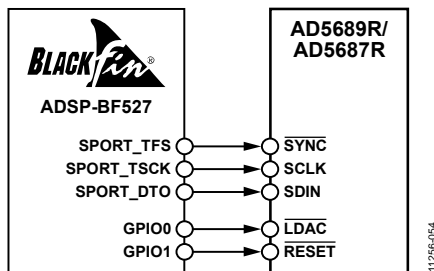 BLACKfin®
ADSP-BF527
AD5689R/
AD5687R
SPORT_TFS SYNC
SPORT_TSCK SCLK
SPORT_DTO SDIN
GPIO0 LDAC
GPIO1 RESET
11256-054